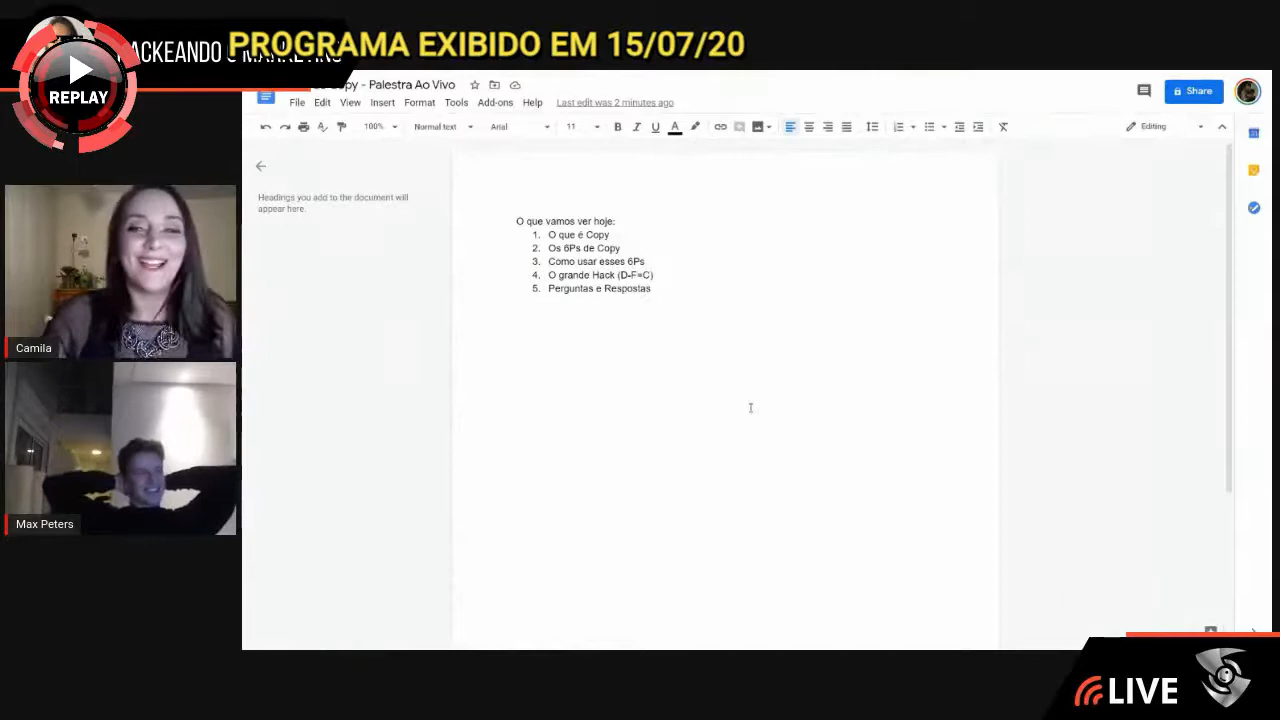 PROGRAMA EXIBIDO EM 15/07/20
REPLAY
Copy - Palestra Ao Vivo
File Edit View Insert Format Tools Add-ons Help Last edit was 2 minutes ago
Share
100% Normal text Arial 11 B I U A Editing
Headings you add to the document will
appear here.
O que vamos ver hoje:
1. O que é Copy
2. Os 6Ps de Copy
3. Como usar esses 6Ps
4. O grande Hack (D-F=C)
5. Perguntas e Respostas
Camila
Max Peters
LIVE